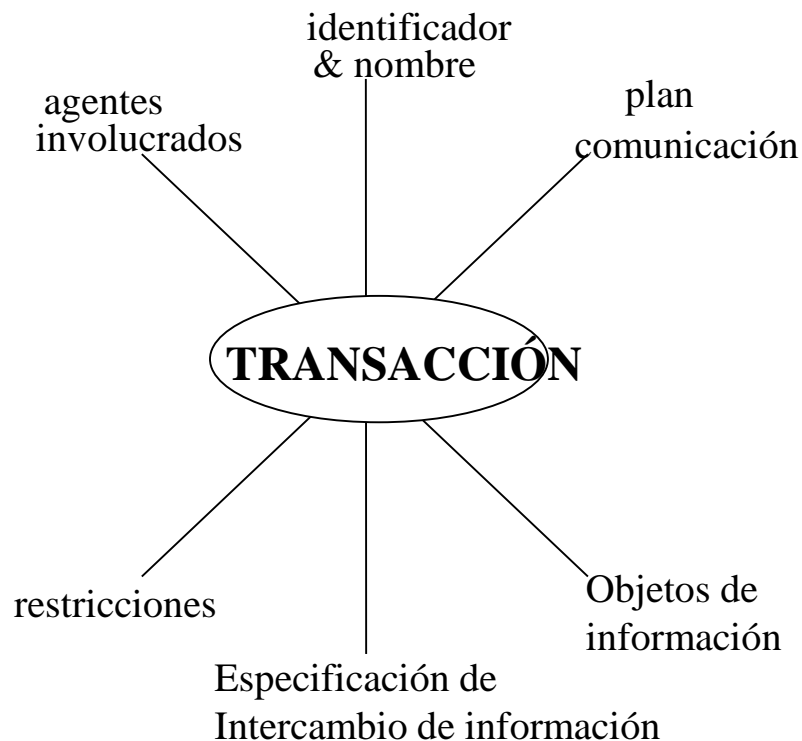 identificador
& nombre
agentes
involucrados
plan
comunicación
TRANSACCIÓN
restricciones
Objetos de
información
Especificación de
Intercambio de información